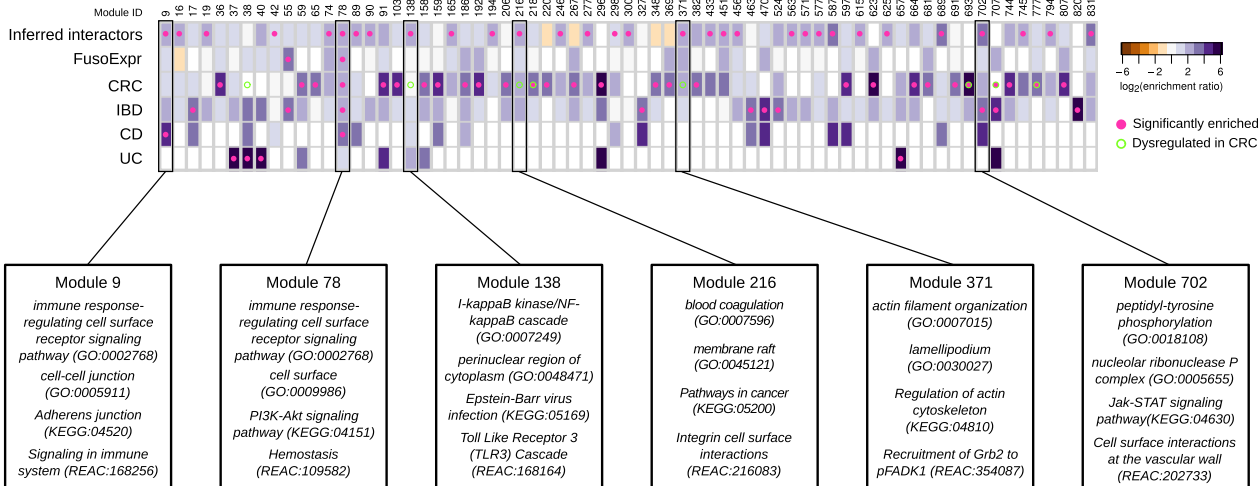 Module ID 9 16 17 19 36 37 38 40 42 55 59 65 74 78 89 90 91 103 138 158 159 165 186 192 194 206 216 218 220 246 267 277 296 298 300 327 348 369 371 382 433 451 456 463 470 524 563 571 577 587 597 615 623 625 657 664 681 689 691 693 702 707 744 745 777 794 807 820 831
Inferred interactors
FusoExpr
CRC
IBD
CD
UC
−6 −2 2 6
log2(enrichment ratio)
Significantly enriched
Dysregulated in CRC
Module 9
immune response-
regulating cell surface
receptor signaling
pathway (GO:0002768)
cell-cell junction
(GO:0005911)
Adherens junction
(KEGG:04520)
Signaling in immune
system (REAC:168256)
Module 78
immune response-
regulating cell surface
receptor signaling
pathway (GO:0002768)
cell surface
(GO:0009986)
PI3K-Akt signaling
pathway (KEGG:04151)
Hemostasis
(REAC:109582)
Module 138
I-kappaB kinase/NF-
kappaB cascade
(GO:0007249)
perinuclear region of
cytoplasm (GO:0048471)
Epstein-Barr virus
infection (KEGG:05169)
Toll Like Receptor 3
(TLR3) Cascade
(REAC:168164)
Module 216
blood coagulation
(GO:0007596)
membrane raft
(GO:0045121)
Pathways in cancer
(KEGG:05200)
Integrin cell surface
interactions
(REAC:216083)
Module 371
actin filament organization
(GO:0007015)
lamellipodium
(GO:0030027)
Regulation of actin
cytoskeleton
(KEGG:04810)
Recruitment of Grb2 to
pFADK1 (REAC:354087)
Module 702
peptidyl-tyrosine
phosphorylation
(GO:0018108)
nucleolar ribonuclease P
complex (GO:0005655)
Jak-STAT signaling
pathway(KEGG:04630)
Cell surface interactions
at the vascular wall
(REAC:202733)